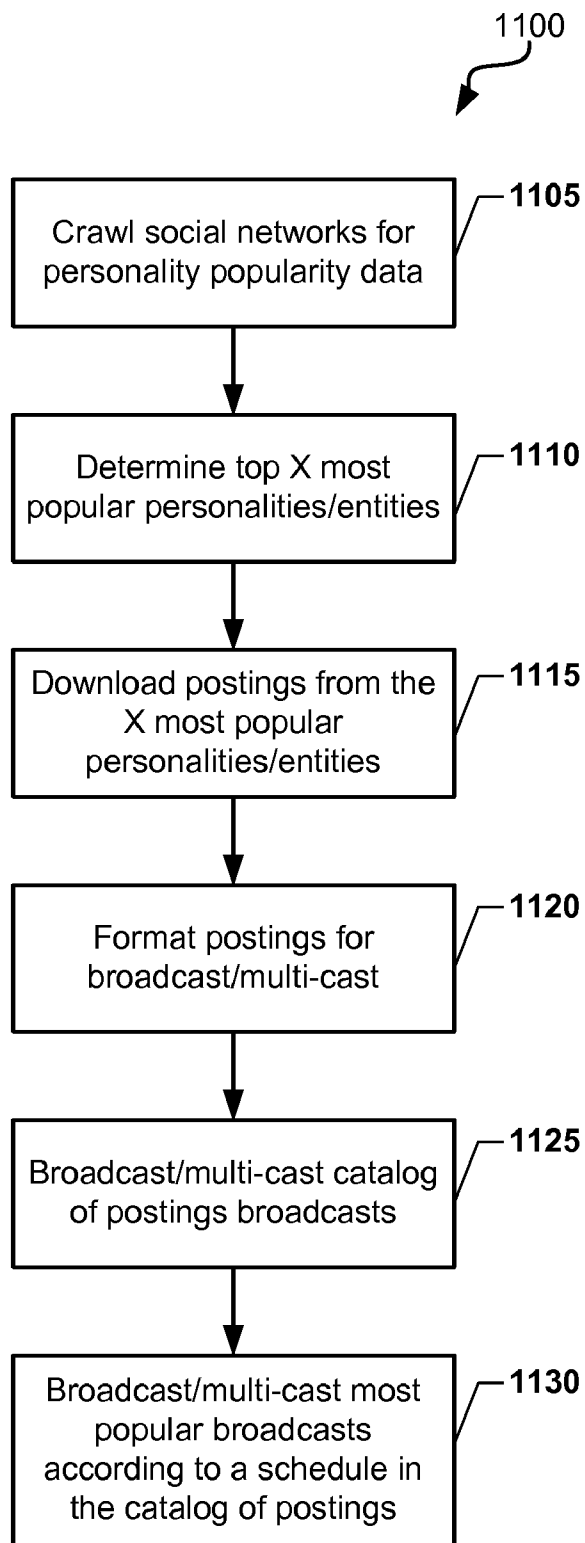 1100
Crawl social networks for
personality popularity data
1105
Determine top X most
popular personalities/entities
1110
Download postings from the
X most popular
personalities/entities
1115
Format postings for
broadcast/multi-cast
1120
Broadcast/multi-cast catalog
of postings broadcasts
1125
Broadcast/multi-cast most
popular broadcasts
according to a schedule in
the catalog of postings
1130